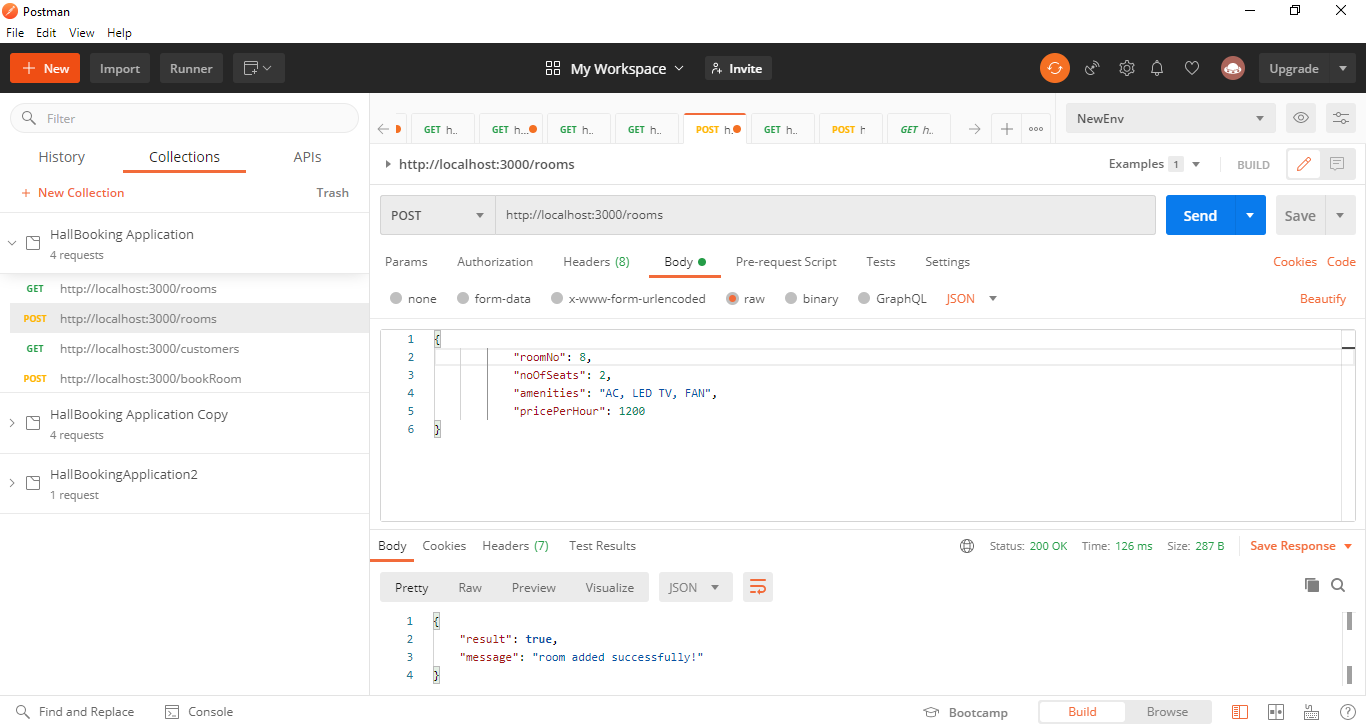 Postman
File Edit View Help
New Import Runner My Workspace Invite Upgrade
Filter
GET h.. GET h... GET h.. GET h.. POST h. GET h.. POST h GET h.. NewEnv
History Collections APIs
+ New Collection Trash
http://localhost:3000/rooms Examples 1 BUILD
HallBooking Application
4 requests
GET http://localhost:3000/rooms
POST http://localhost:3000/rooms
GET http://localhost:3000/customers
POST http://localhost:3000/bookRoom
HallBooking Application Copy
4 requests
HallBookingApplication2
1 request
POST http://localhost:3000/rooms Send Save
Params Authorization Headers (8) Body Pre-request Script Tests Settings Cookies Code
none form-data x-www-form-urlencoded raw binary GraphQL JSON Beautify
1 {
2 "roomNo": 8,
3 "noOfSeats": 2,
4 "amenities": "AC, LED TV, FAN",
5 "pricePerHour": 1200
6 }
Body Cookies Headers (7) Test Results Status: 200 OK Time: 126 ms Size: 287 B Save Response
Pretty Raw Preview Visualize JSON
1 {
2 "result": true,
3 "message": "room added successfully!"
4 }
Find and Replace Console Bootcamp Build Browse